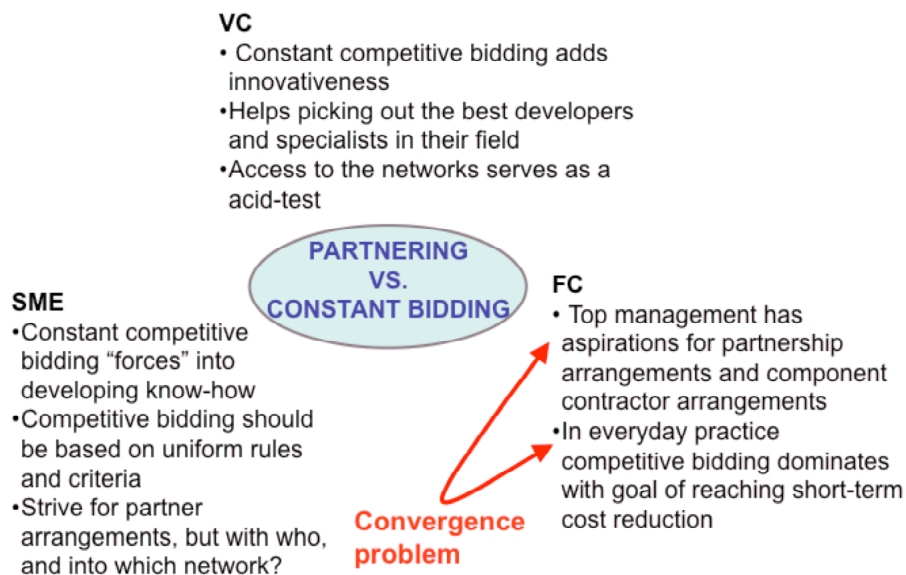 VC
• Constant competitive bidding adds
innovativeness
•Helps picking out the best developers
and specialists in their field
•Access to the networks serves as a
acid-test
PARTNERING
VS.
CONSTANT BIDDING
SME
•Constant competitive
bidding “forces” into
developing know-how
•Competitive bidding should
be based on uniform rules
and criteria
•Strive for partner
arrangements, but with who,
and into which network?
FC
• Top management has
aspirations for partnership
arrangements and component
contractor arrangements
•In everyday practice
competitive bidding dominates
with goal of reaching short-term
cost reduction
Convergence
problem